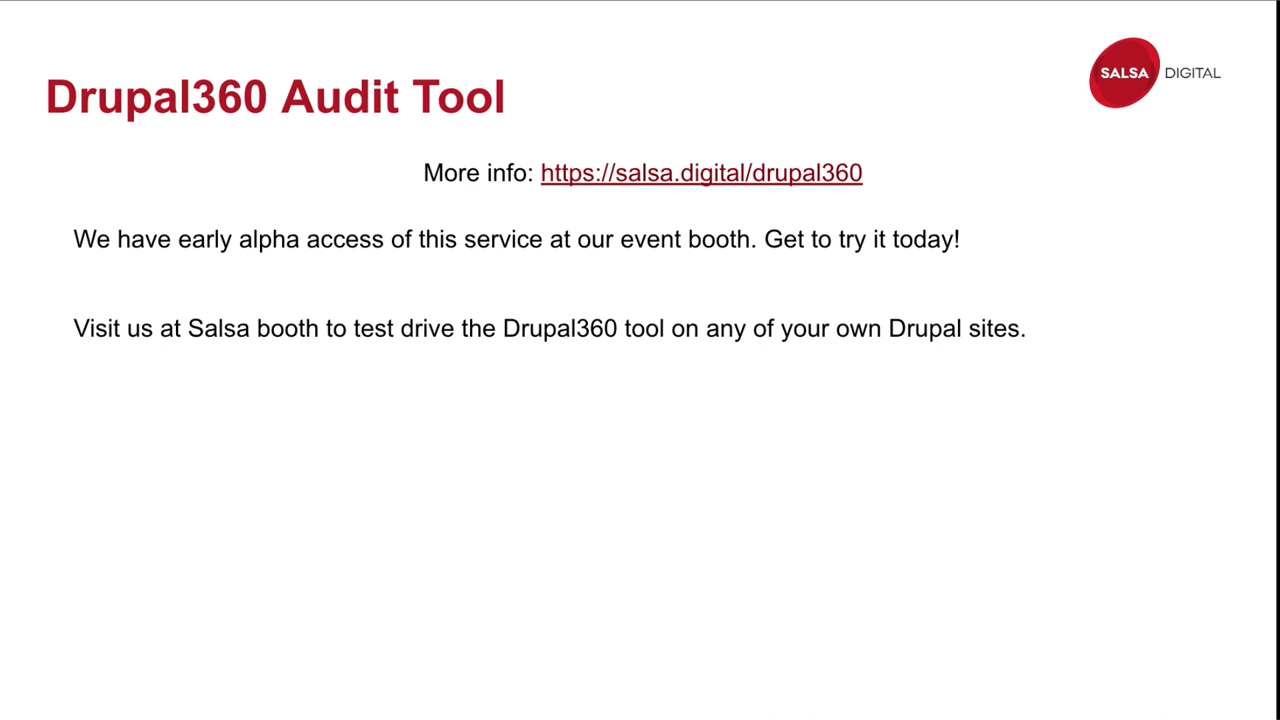 SALSA DIGITAL
Drupal360 Audit Tool
More info: https://salsa.digital/drupal360
We have early alpha access of this service at our event booth. Get to try it today!
Visit us at Salsa booth to test drive the Drupal360 tool on any of your own Drupal sites.